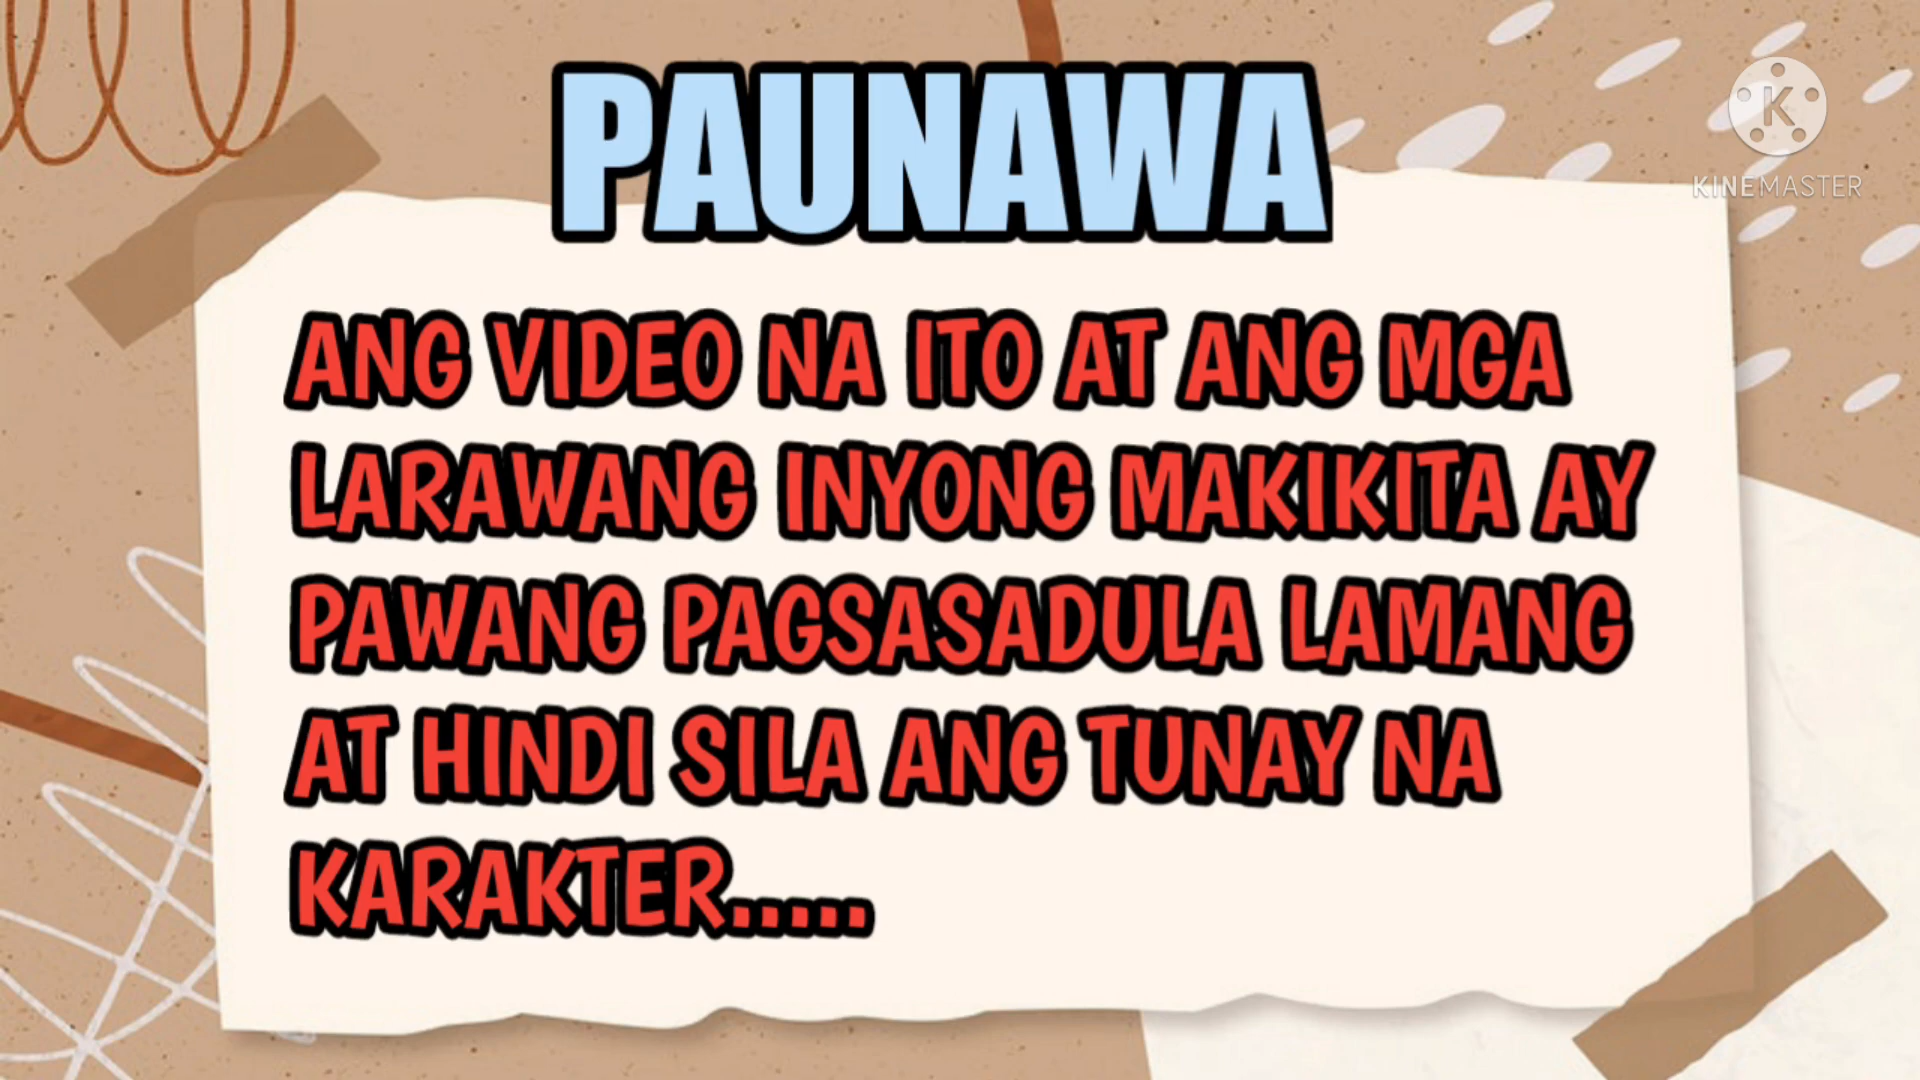 PAUNAWA
K
KINEMASTER
ANG VIDEO NA ITO AT ANG MGA
LARAWANG INYONG MAKIKITA AY
PAWANG PAGSASADULA LAMANG
AT HINDI SILA ANG TUNAY NA
KARAKTER.....